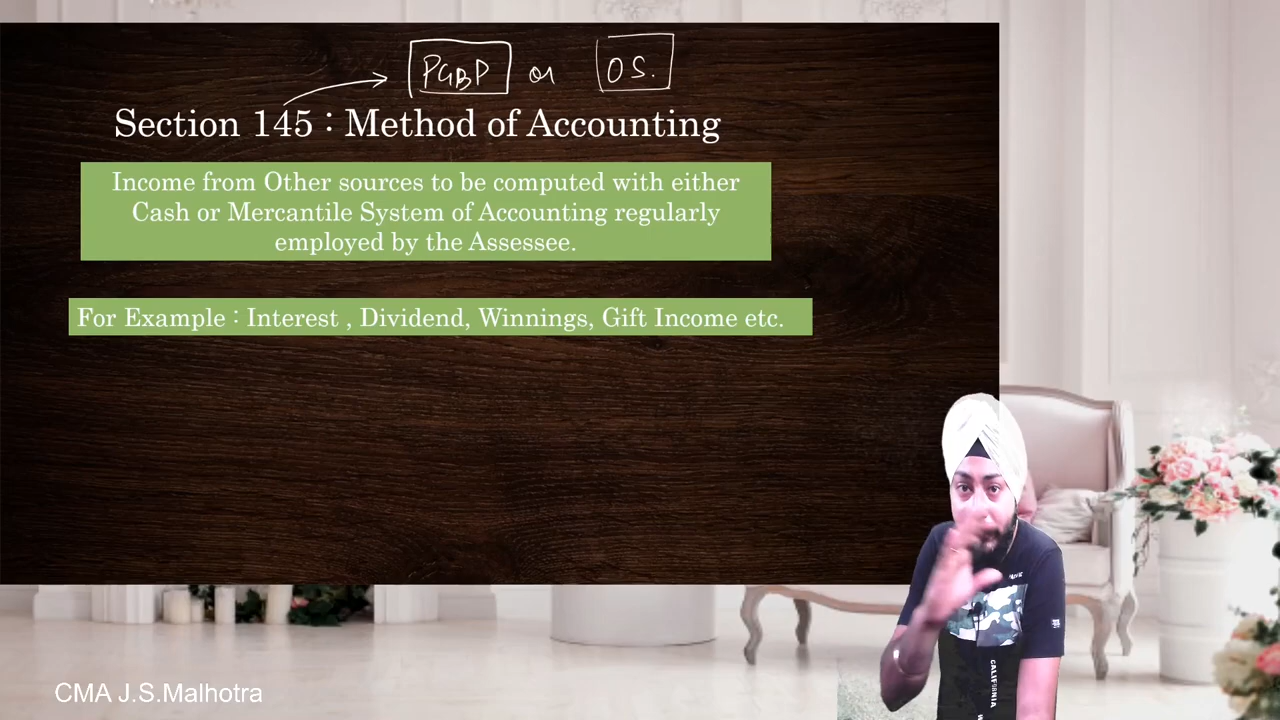 PGBP or OS.
Section 145 : Method of Accounting
Income from Other sources to be computed with either
Cash or Mercantile System of Accounting regularly
employed by the Assessee.
For Example : Interest , Dividend, Winnings, Gift Income etc.
CALIFORNIA
CMA J.S.Malhotra